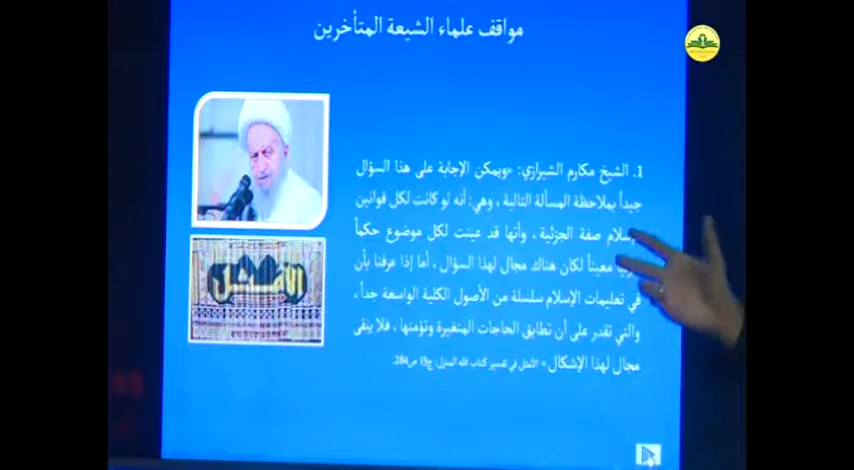 مواقف علماء الشيعة المتأخرين
1. الشيخ مكارم الشيرازي: «ويمكن الإجابة على هذا السؤال
جيداً بملاحظة المسألة التالية ، وهي: أنه لو كانت لكل قوانين
صفة الجزئية ، وأنها قد عينت لكل موضوع حكماً
معيناً لكان هناك مجال لهذا السؤال ، أما إذا عرفنا بأن
في تعليمات الإسلام سلسلة من الأصول الكلية الواسعة جداً ،
والتي تقدر على أن تطابق الحاجات المتغيرة وتؤمنها ، فلا يبقى
مجال لهذا الإشكال» الأمثل في تفسير كتاب الله المنزل: ج13 ص284.
الأمثل